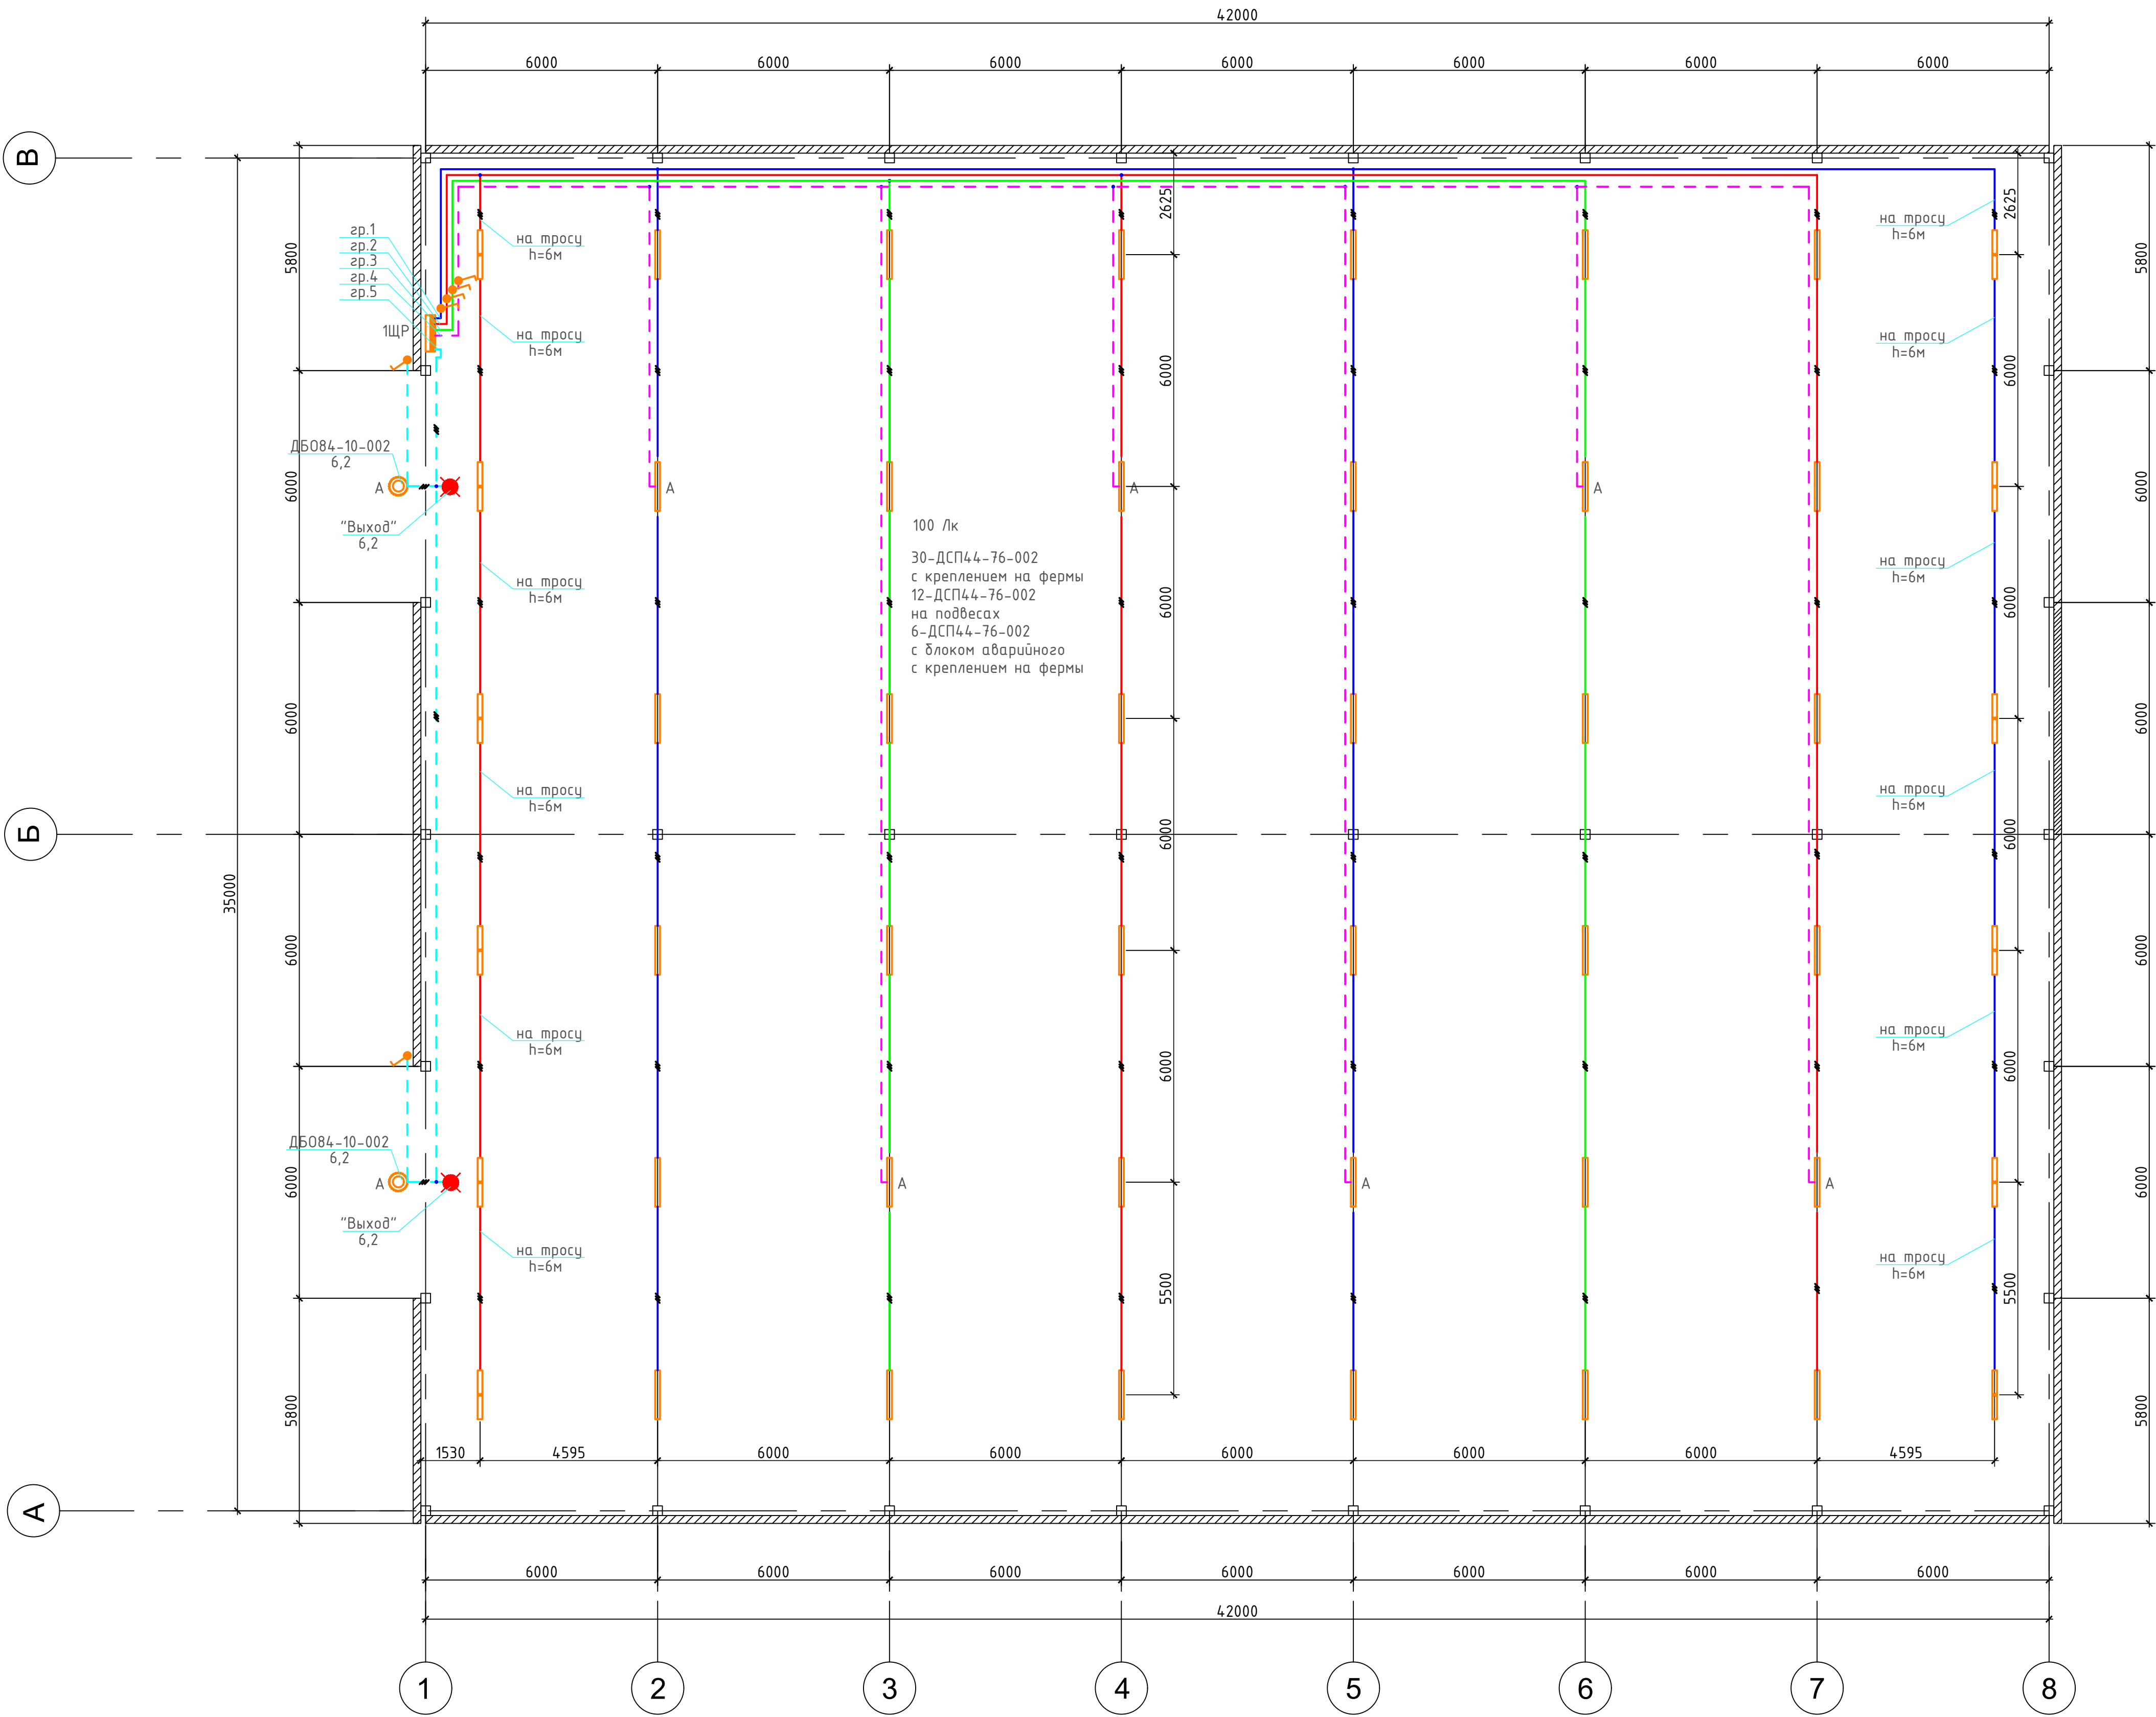 42000
6000
6000
6000
6000
6000
6000
6000
В
2625
2625
5800
5800
гр.1
гр.2
гр.3
гр.4
гр.5
1ЩР
на тросу
h=6м
на тросу
h=6м
на тросу
h=6м
на тросу
h=6м
6000
6000
ДБО84-10-002
6,2
А
"Выход"
6,2
6000
6000
А
А
А
100 Лк
30-ДСП44-76-002
с креплением на фермы
12-ДСП44-76-002
на подвесах
6-ДСП44-76-002
с блоком аварийного
с креплением на фермы
на тросу
h=6м
на тросу
h=6м
6000
6000
6000
6000
на тросу
h=6м
на тросу
h=6м
Б
6000
6000
35000
6000
6000
на тросу
h=6м
на тросу
h=6м
6000
6000
ДБО84-10-002
6,2
А
"Выход"
6,2
6000
6000
А
А
А
на тросу
h=6м
на тросу
h=6м
5500
5500
5800
5800
1530
4595
6000
6000
6000
6000
6000
4595
А
6000
6000
6000
6000
6000
6000
6000
42000
1
2
3
4
5
6
7
8